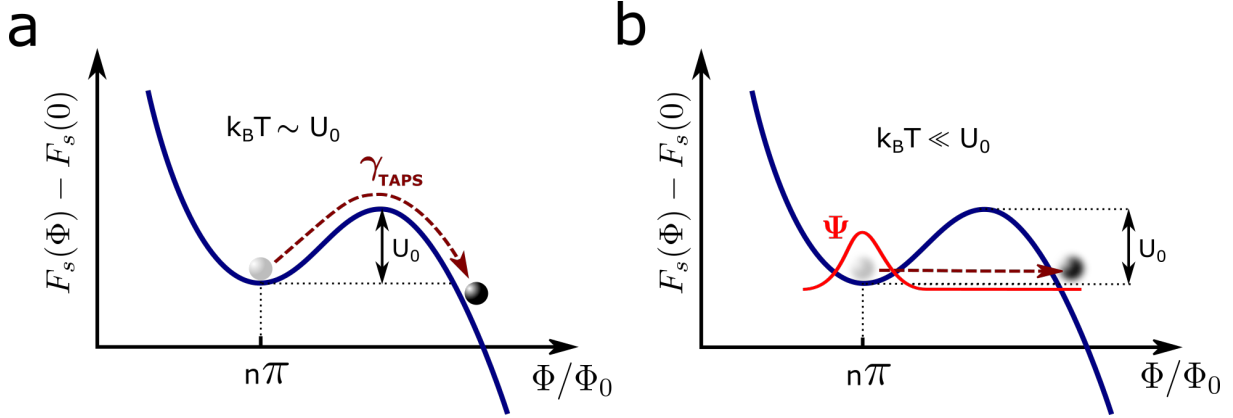 a
F_s(Φ) − F_s(0)
k_BT ∼ U_0
γ_TAPS
U_0
nπ
Φ/Φ_0
b
F_s(Φ) − F_s(0)
k_BT ≪ U_0
Ψ
U_0
nπ
Φ/Φ_0